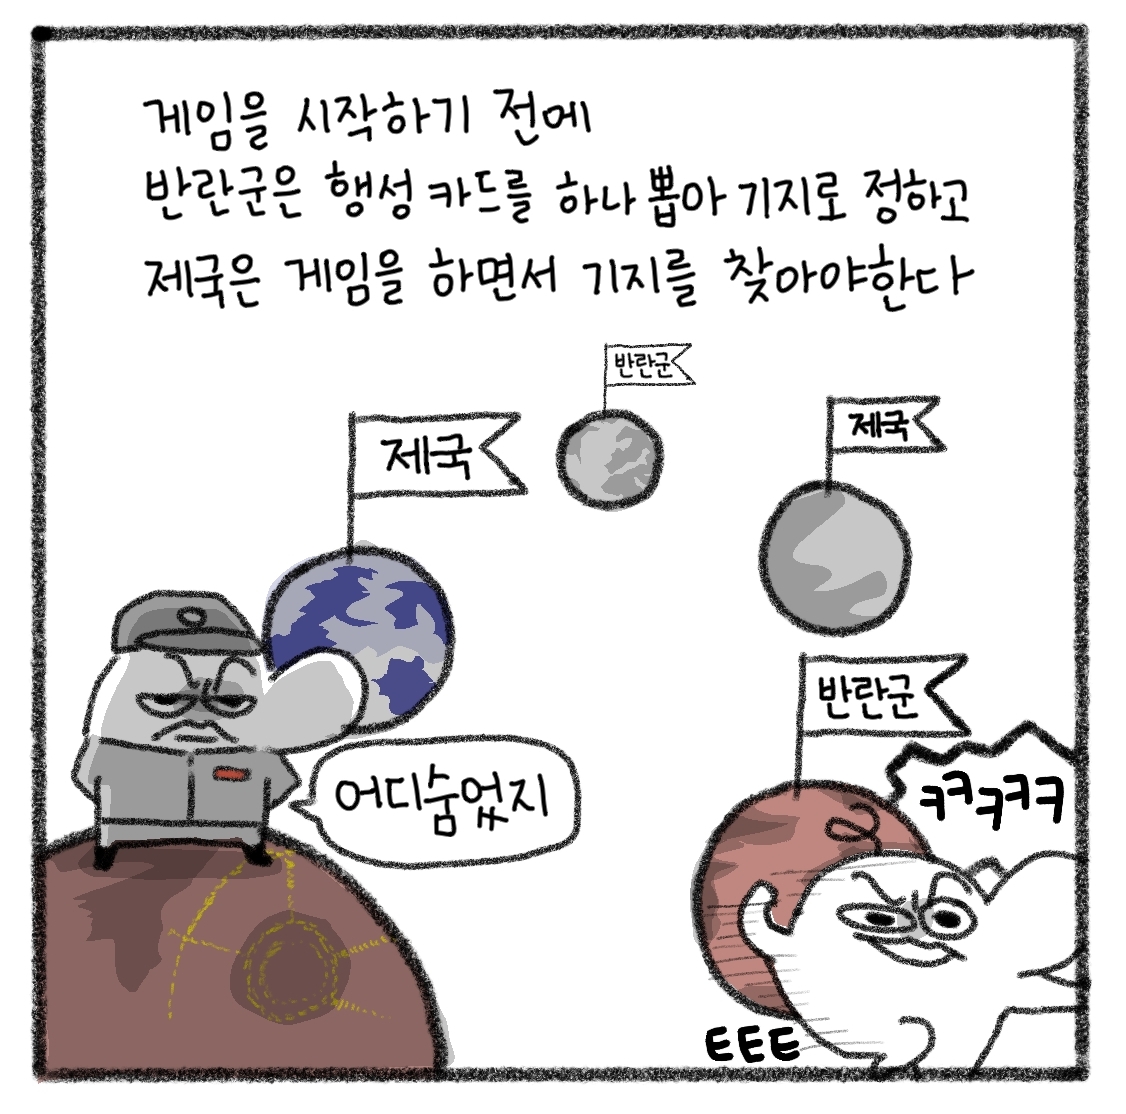 게임을 시작하기 전에
반란군은 행성 카드를 하나 뽑아 기지로 정하고
제국은 게임을 하면서 기지를 찾아야한다
반란군
제국
제국
반란군
어디숨었지
ㅋㅋㅋㅋㅋ
ㅌㅌㅌ